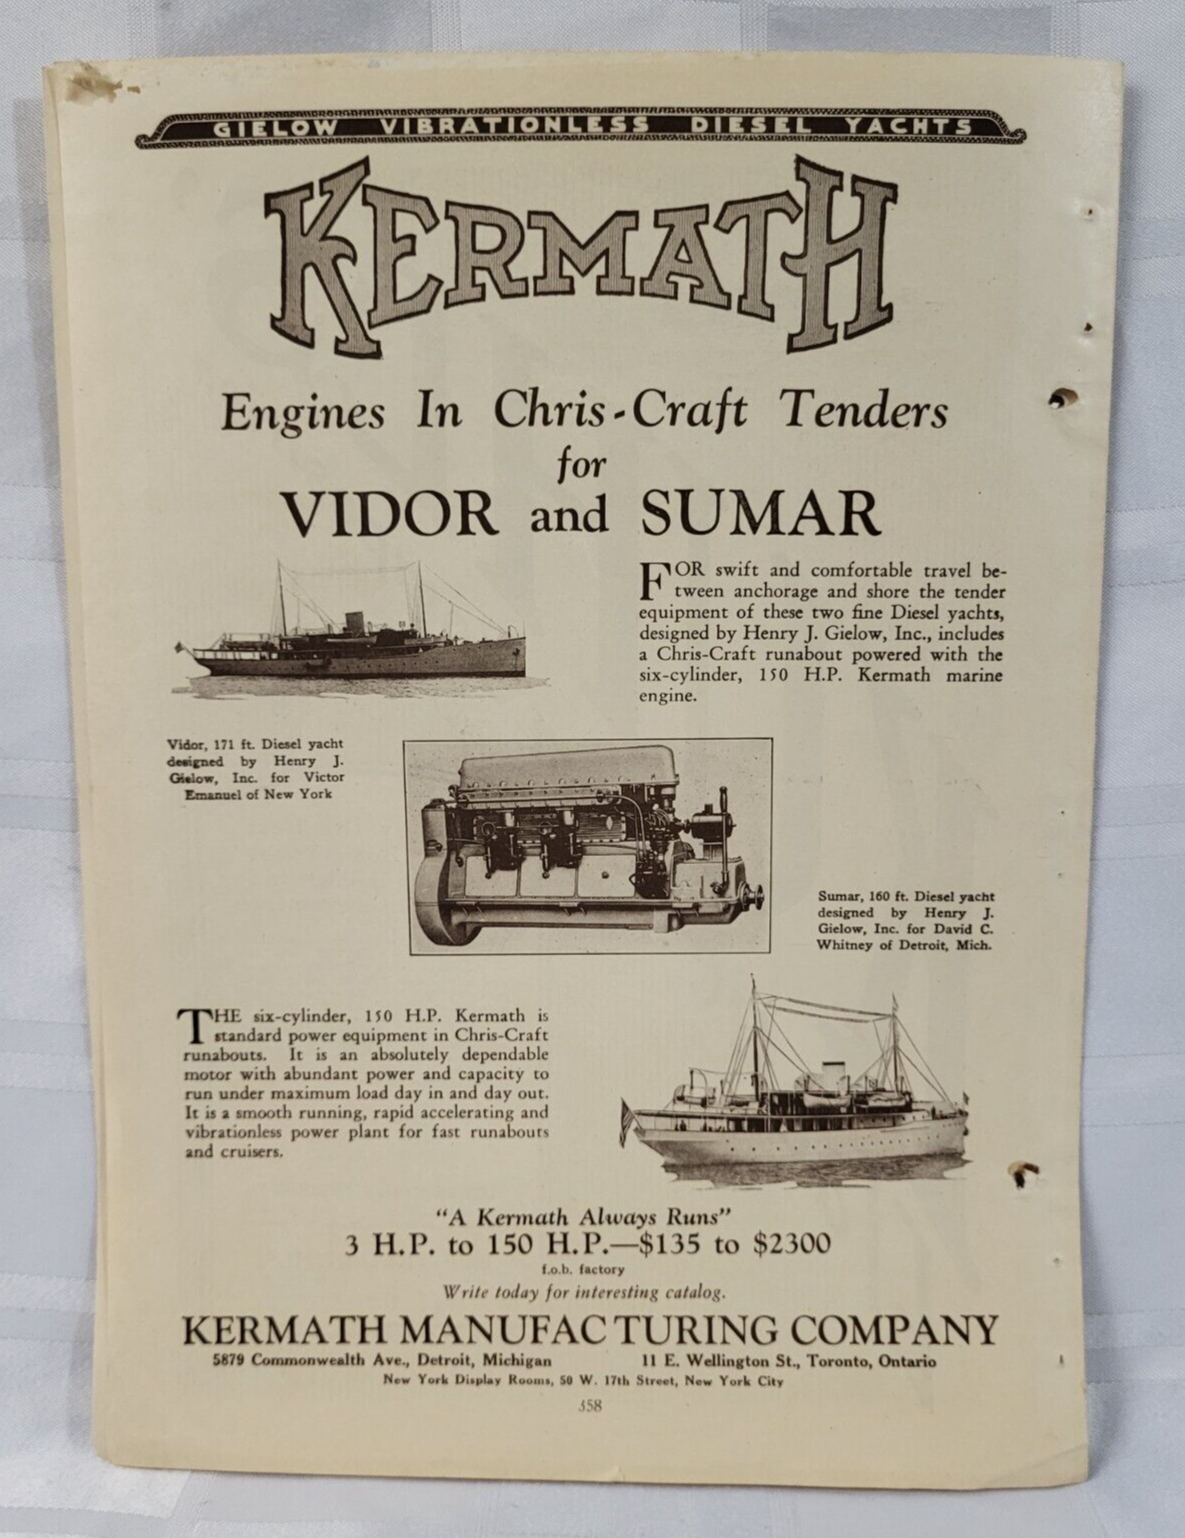 GIELOW VIBRATIONLESS DIESEL YACHTS
KERMATH
Engines In Chris-Craft Tenders
for
VIDOR and SUMAR
FOR swift and comfortable travel be-
tween anchorage and shore the tender
equipment of these two fine Diesel yachts,
designed by Henry J. Gielow, Inc., includes
a Chris-Craft runabout powered with the
six-cylinder, 150 H.P. Kermath marine
engine.
Vidor, 171 ft. Diesel yacht
designed by Henry J.
Gielow, Inc. for Victor
Emanuel of New York
Sumar, 160 ft. Diesel yacht
designed by Henry J.
Gielow, Inc. for David C.
Whitney of Detroit, Mich.
THE six-cylinder, 150 H.P. Kermath is
standard power equipment in Chris-Craft
runabouts. It is an absolutely dependable
motor with abundant power and capacity to
run under maximum load day in and day out.
It is a smooth running, rapid accelerating and
vibrationless power plant for fast runabouts
and cruisers.
"A Kermath Always Runs"
3 H.P. to 150 H.P.—$135 to $2300
f.o.b. factory
Write today for interesting catalog.
KERMATH MANUFACTURING COMPANY
5879 Commonwealth Ave., Detroit, Michigan 11 E. Wellington St., Toronto, Ontario
New York Display Rooms, 50 W. 17th Street, New York City
358